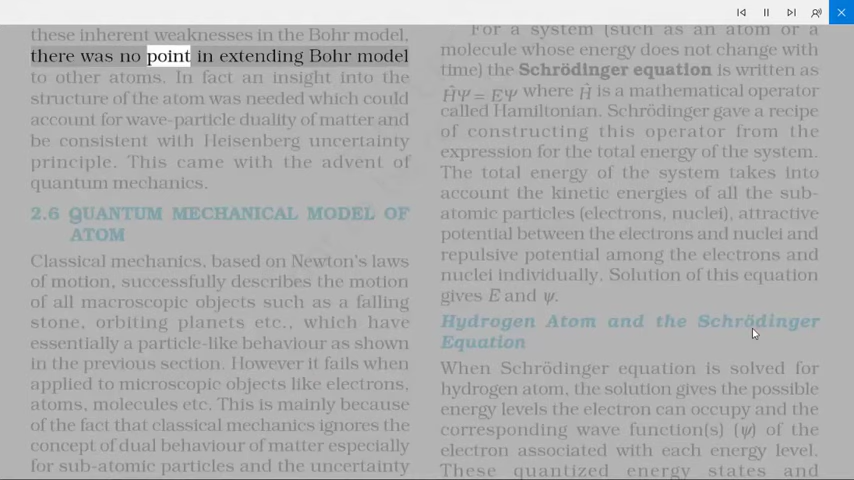 these inherent weaknesses in the Bohr model,
there was no point in extending Bohr model
to other atoms. In fact an insight into the
structure of the atom was needed which could
account for wave-particle duality of matter and
be consistent with Heisenberg uncertainty
principle. This came with the advent of
quantum mechanics.
2.6 QUANTUM MECHANICAL MODEL OF
ATOM
Classical mechanics, based on Newton's laws
of motion, successfully describes the motion
of all macroscopic objects such as a falling
stone, orbiting planets etc., which have
essentially a particle-like behaviour as shown
in the previous section. However it fails when
applied to microscopic objects like electrons,
atoms, molecules etc. This is mainly because
of the fact that classical mechanics ignores the
concept of dual behaviour of matter especially
for sub-atomic particles and the uncertainty
For a system (such as an atom or a
molecule whose energy does not change with
time) the Schrödinger equation is written as
ĤΨ = EΨ where Ĥ is a mathematical operator
called Hamiltonian. Schrödinger gave a recipe
of constructing this operator from the
expression for the total energy of the system.
The total energy of the system takes into
account the kinetic energies of all the sub-
atomic particles (electrons, nuclei), attractive
potential between the electrons and nuclei and
repulsive potential among the electrons and
nuclei individually. Solution of this equation
gives E and ψ.
Hydrogen Atom and the Schrödinger
Equation
When Schrödinger equation is solved for
hydrogen atom, the solution gives the possible
energy levels the electron can occupy and the
corresponding wave function(s) (ψ) of the
electron associated with each energy level.
These quantized energy states and